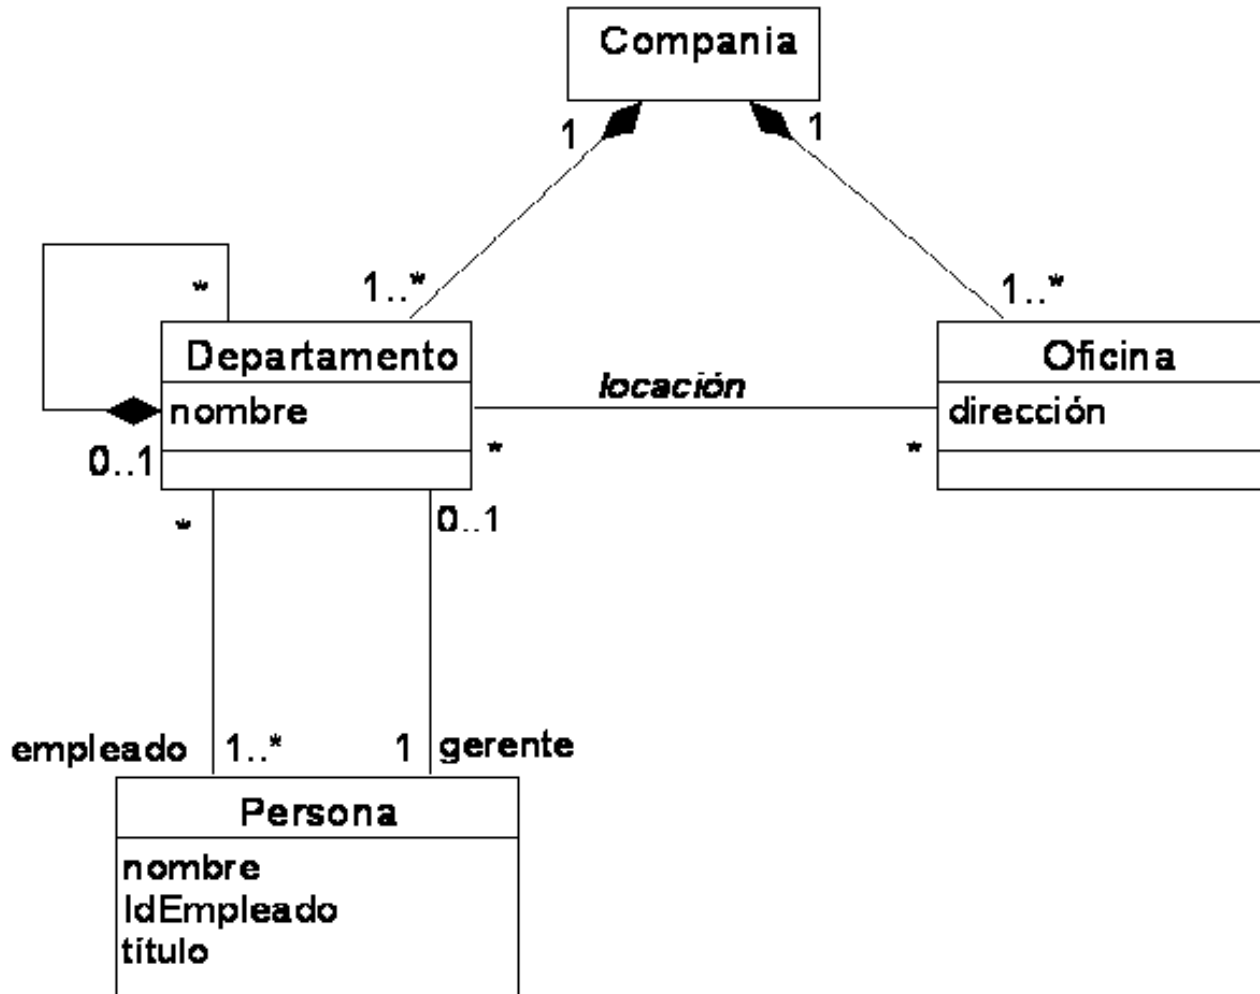 Compania
1
1
*
1..*
1..*
Departamento
Oficina
locación
nombre
dirección
0..1
*
*
*
0..1
empleado
1..*
1
gerente
Persona
nombre
IdEmpleado
título